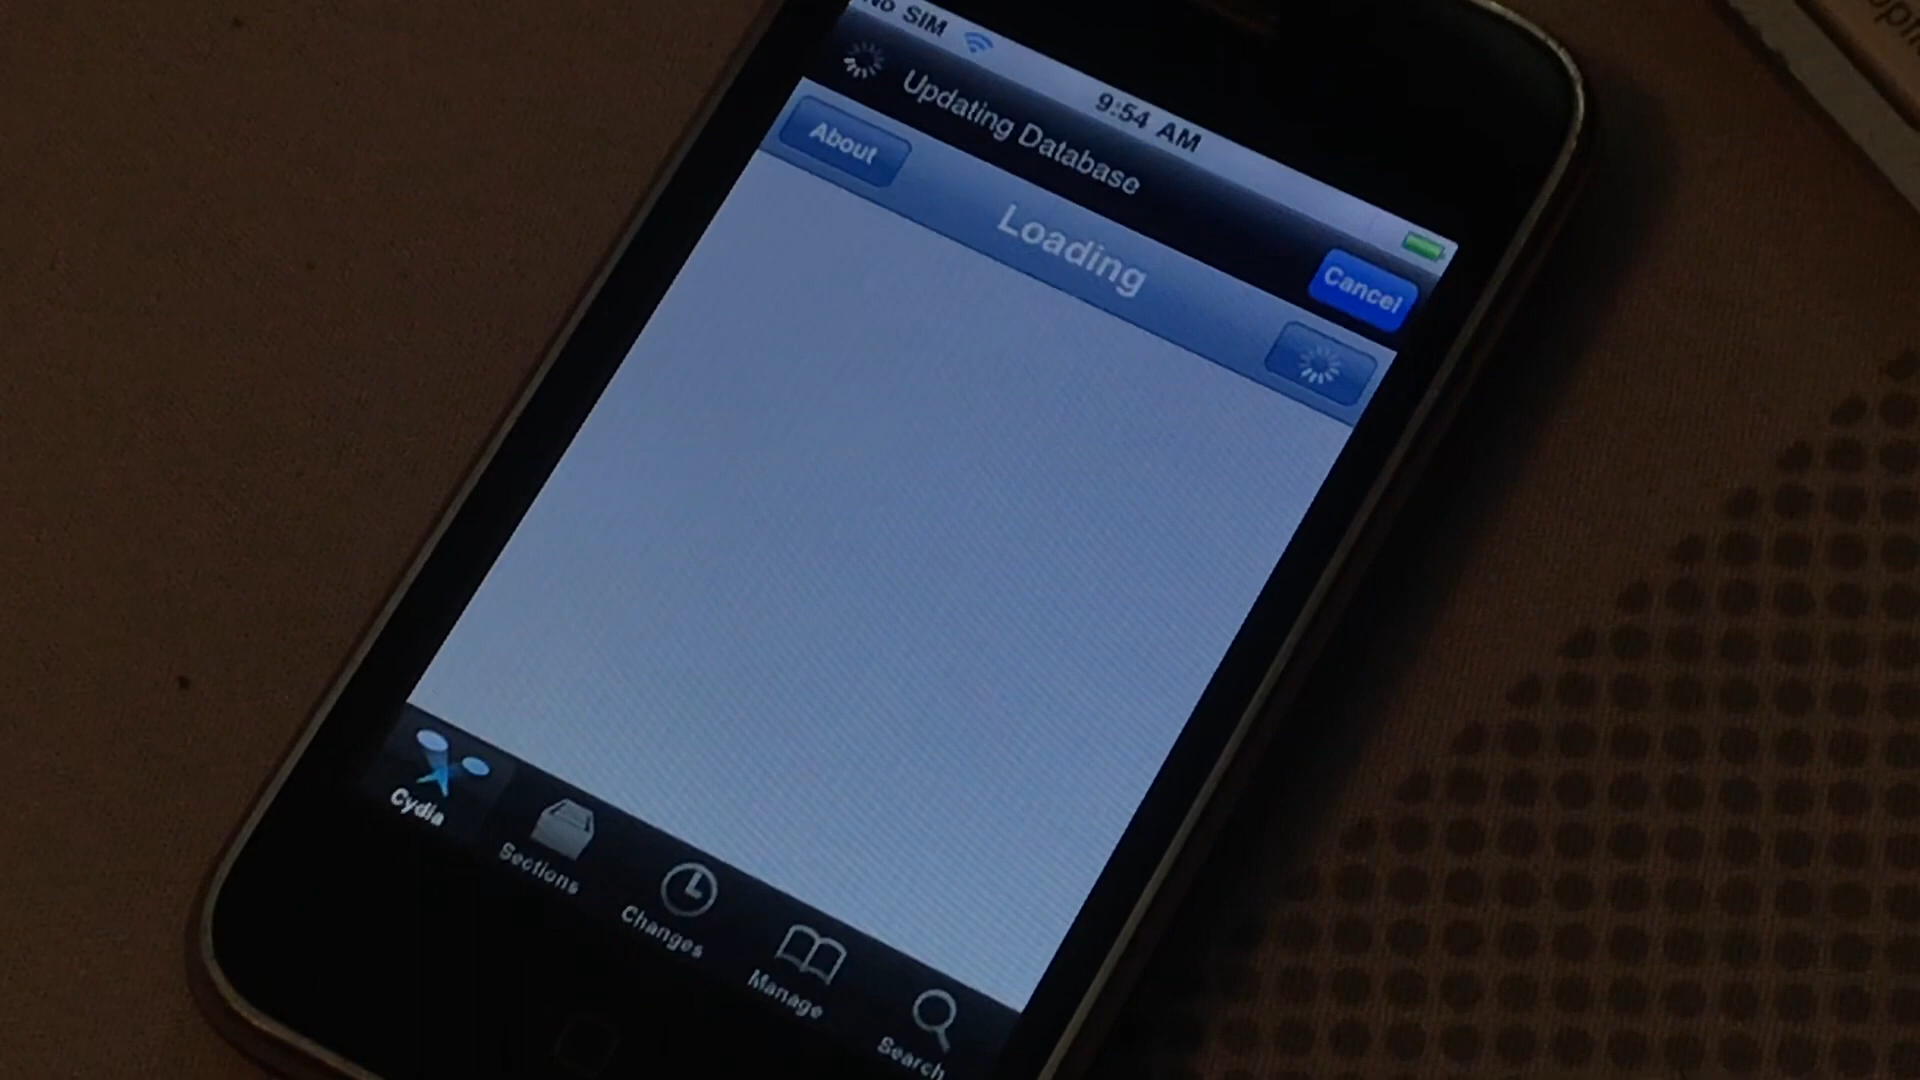 No SIM
9:54 AM
Updating Database
Cancel
About
Loading
Cydia
Sections
Changes
Manage
Search